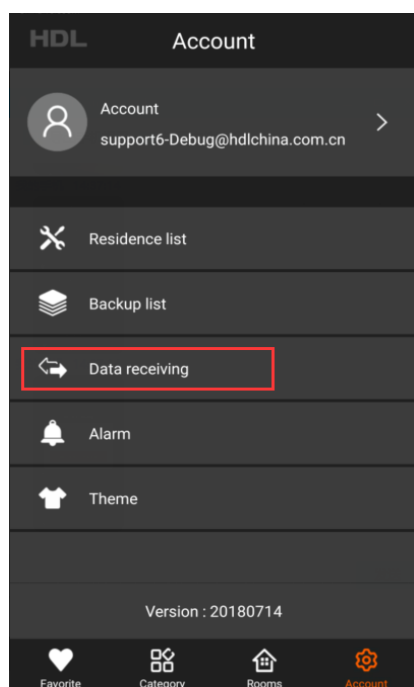 HDL
Account
Account
support6-Debug@hdlchina.com.cn
Residence list
Backup list
Data receiving
Alarm
Theme
Version : 20180714
Favorite
Category
Rooms
Account